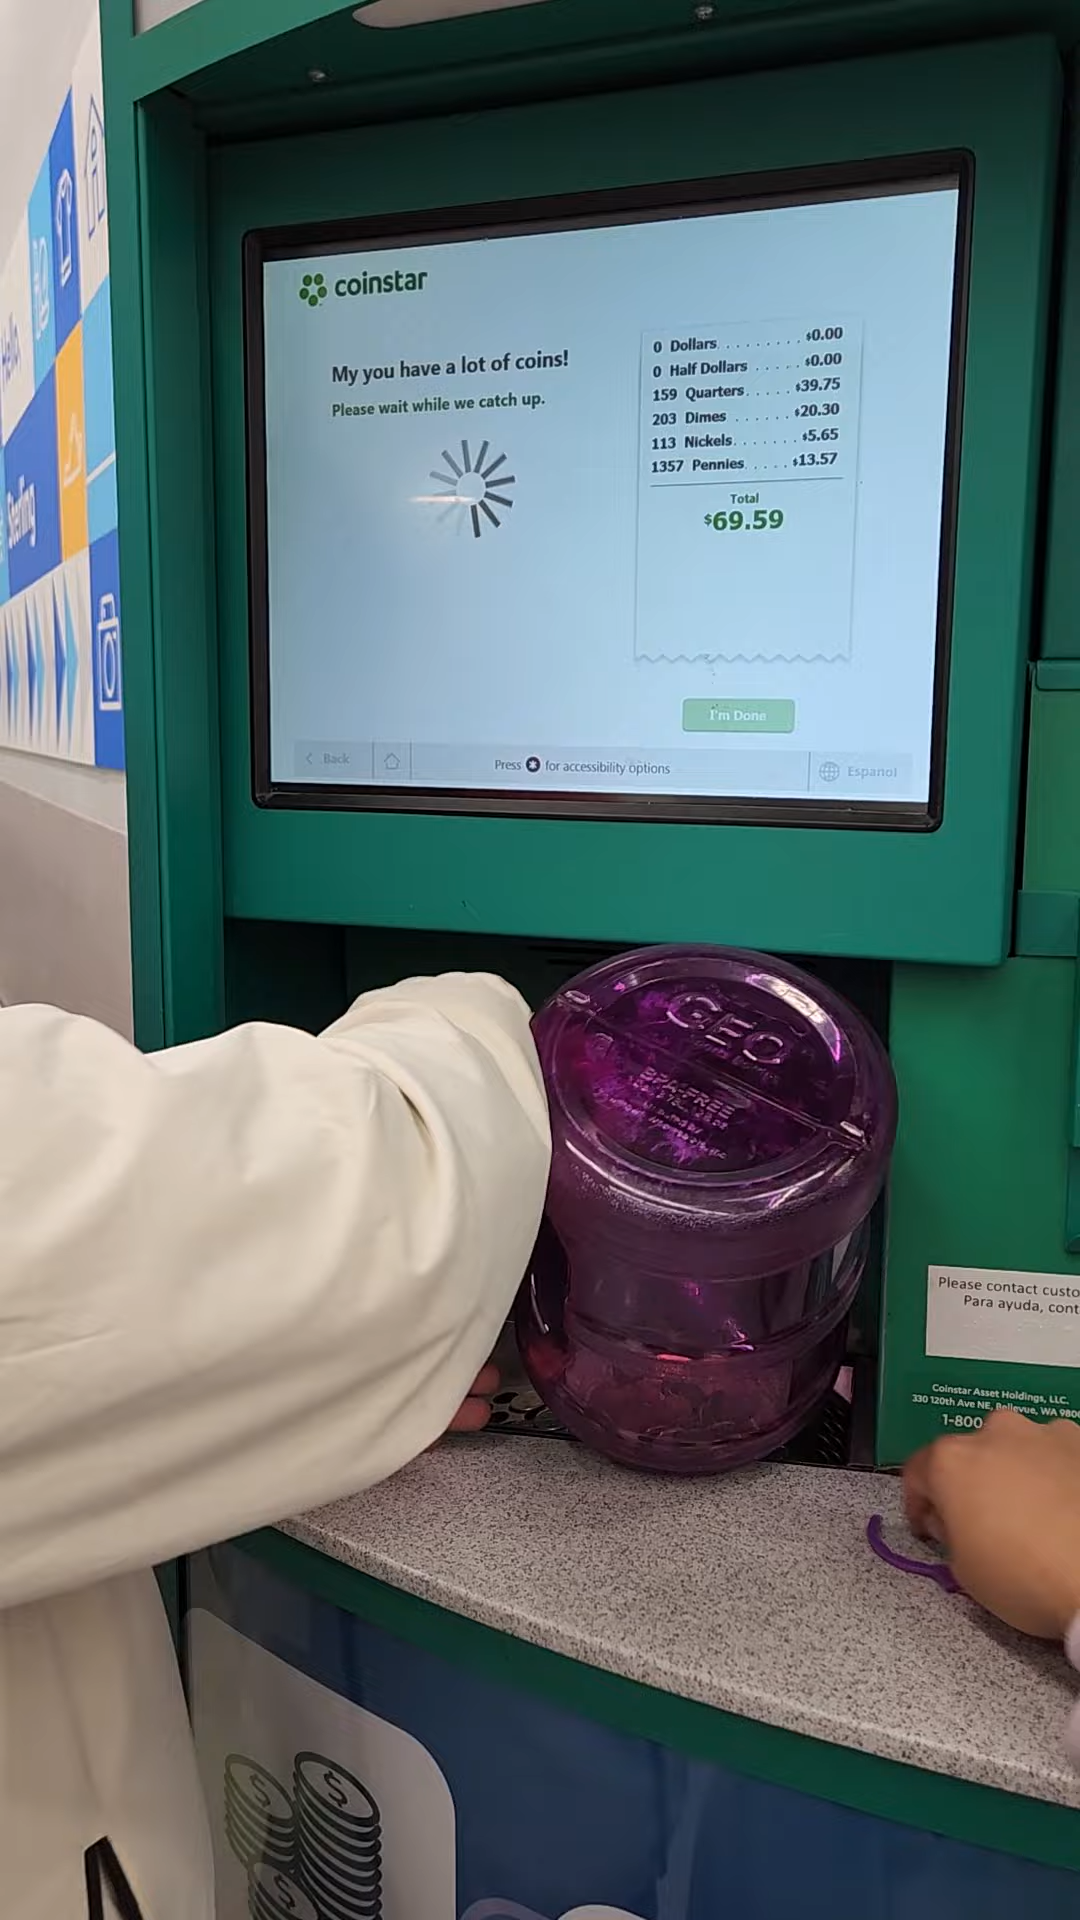 Hello
Sterling
coinstar
My you have a lot of coins!
Please wait while we catch up.
0 Dollars. . . . . . . . . $0.00
0 Half Dollars . . . . . $0.00
159 Quarters. . . . . $39.75
203 Dimes . . . . . . $20.30
113 Nickels. . . . . . . $5.65
1357 Pennies. . . . . $13.57
Total
$69.59
I'm Done
Back
Press * for accessibility options
Español
GEO
BPA-FREE
Please contact custo
Para ayuda, cont
Coinstar Asset Holdings, LLC.
330 120th Ave NE, Bellevue, WA 9800
1-800-